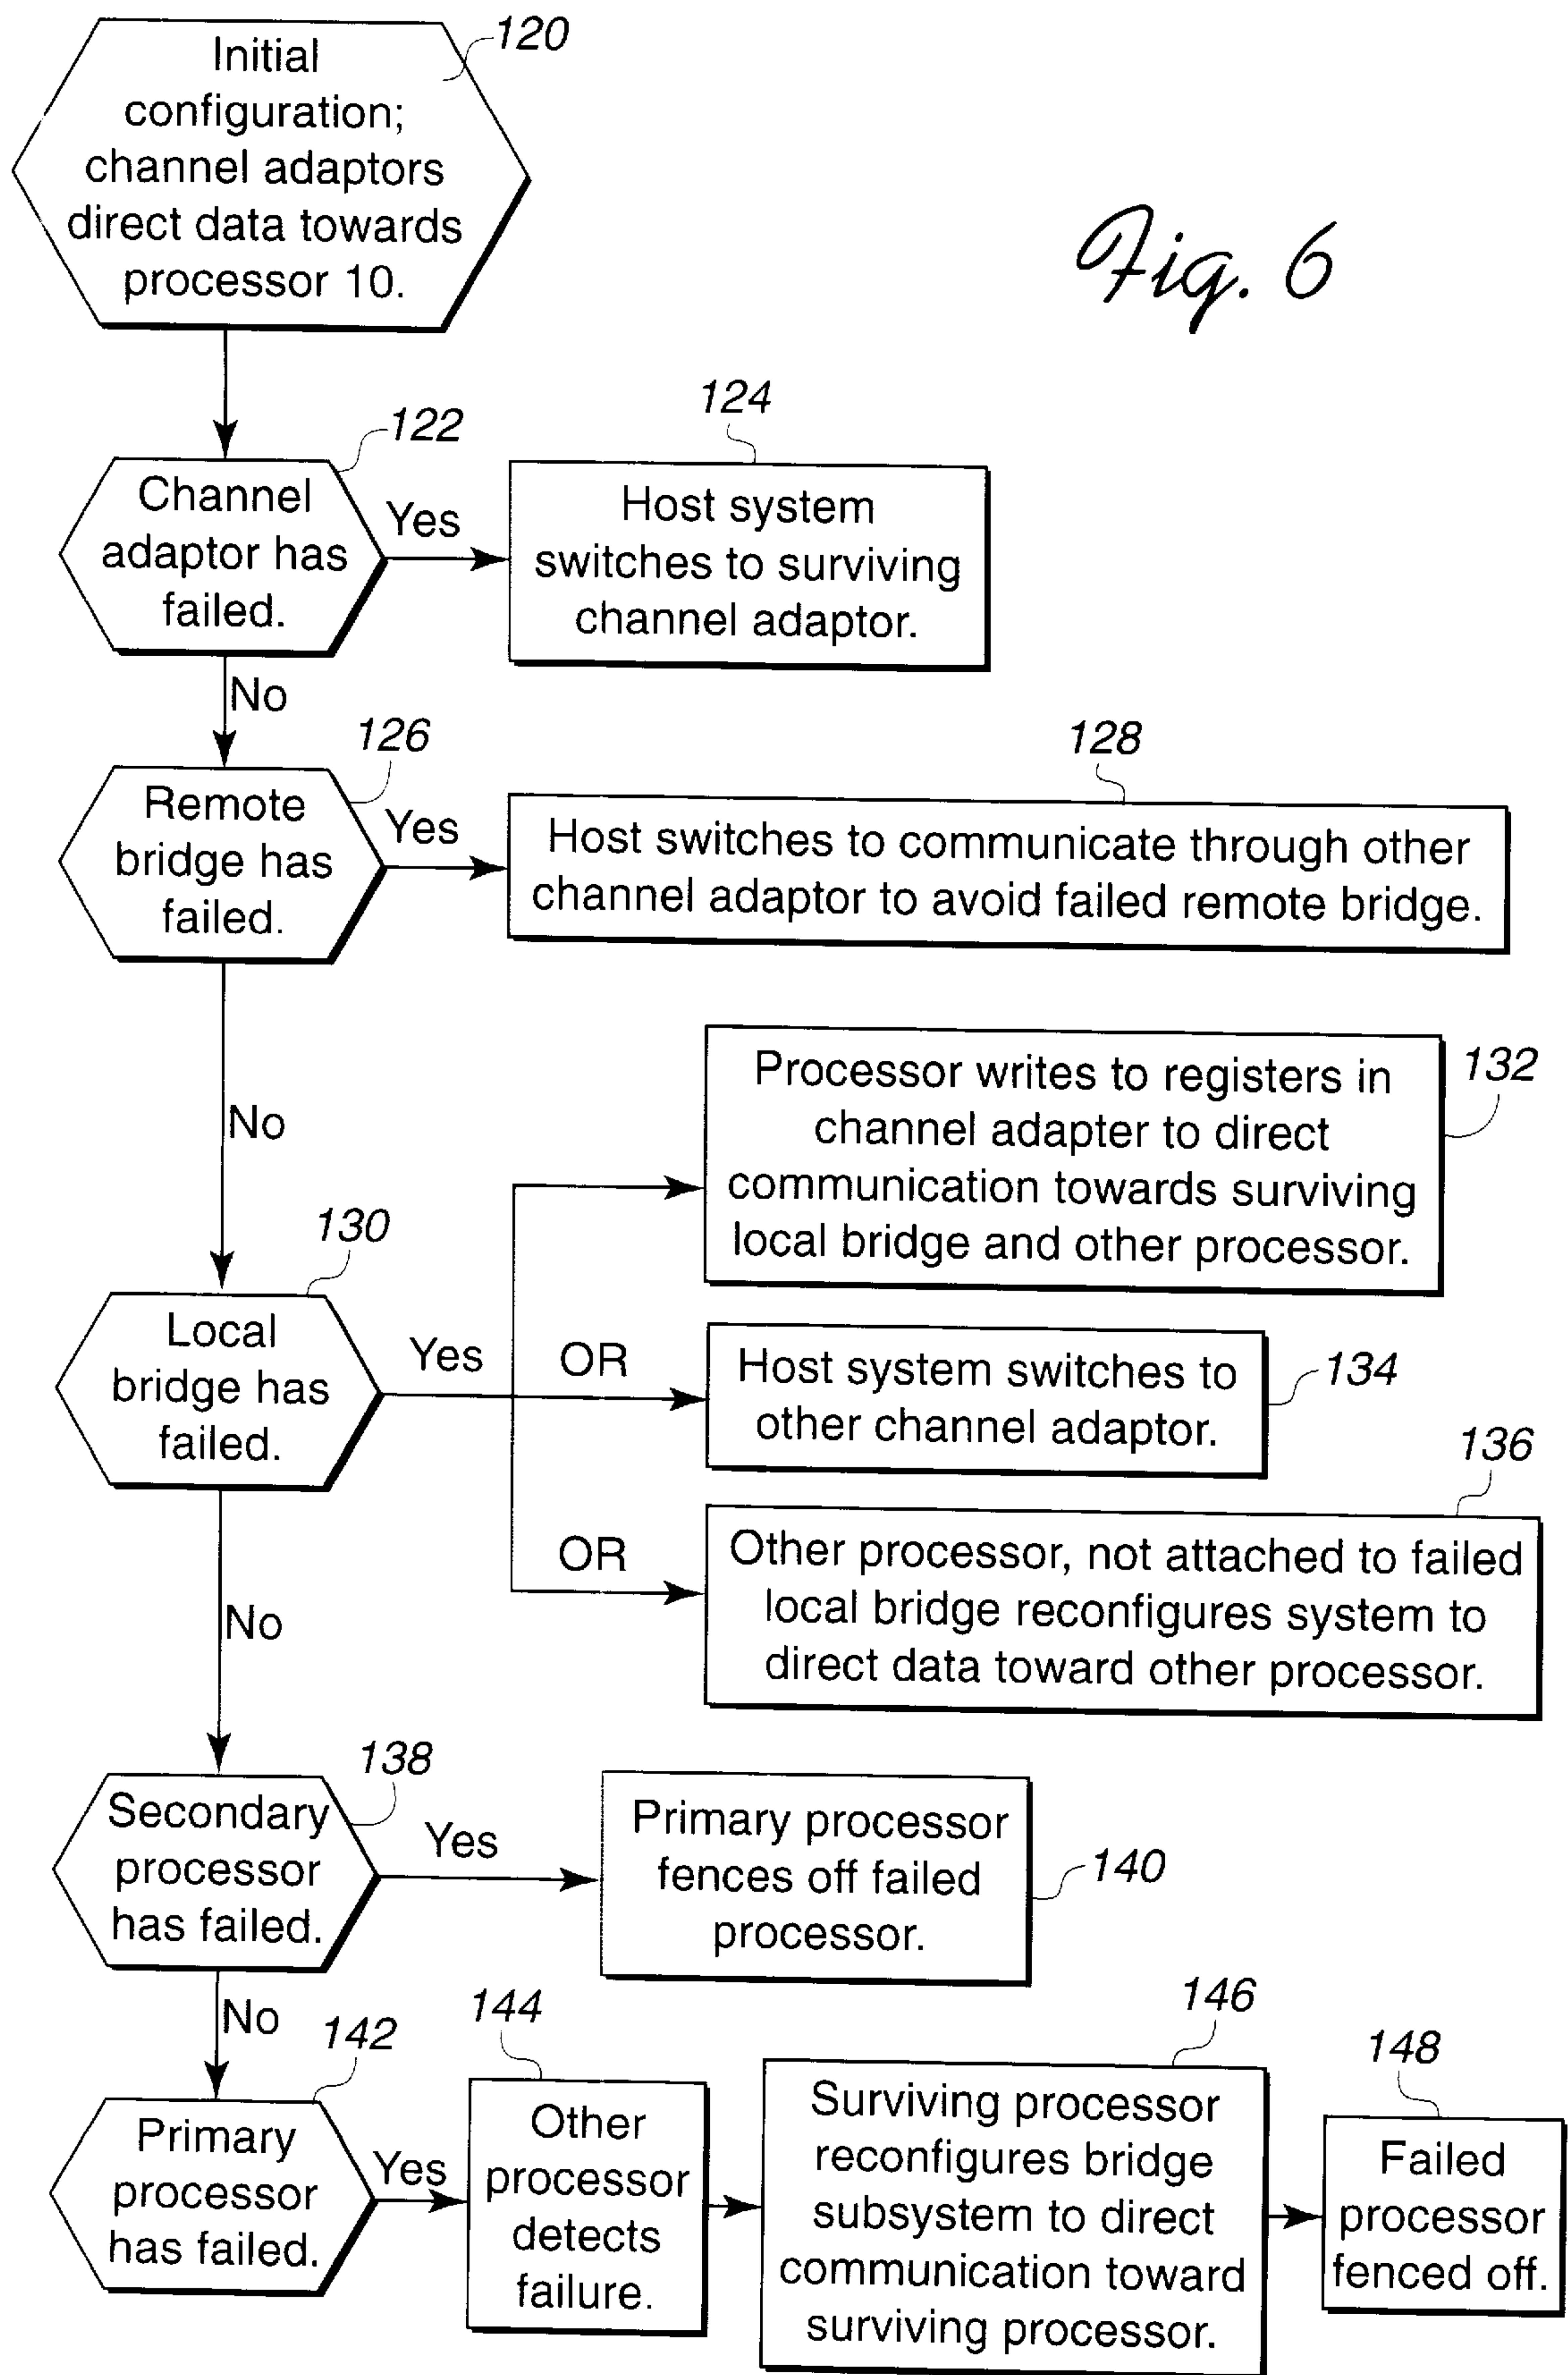 120
Initial
configuration;
channel adaptors
direct data towards
processor 10.
Fig. 6
122
Channel
adaptor has
failed.
Yes
124
Host system
switches to surviving
channel adaptor.
No
126
Remote
bridge has
failed.
Yes
128
Host switches to communicate through other
channel adaptor to avoid failed remote bridge.
No
130
Local
bridge has
failed.
Yes
132
Processor writes to registers in
channel adapter to direct
communication towards surviving
local bridge and other processor.
OR
134
Host system switches to
other channel adaptor.
OR
136
Other processor, not attached to failed
local bridge reconfigures system to
direct data toward other processor.
No
138
Secondary
processor
has failed.
Yes
140
Primary processor
fences off failed
processor.
No
142
Primary
processor
has failed.
Yes
144
Other
processor
detects
failure.
146
Surviving processor
reconfigures bridge
subsystem to direct
communication toward
surviving processor.
148
Failed
processor
fenced off.